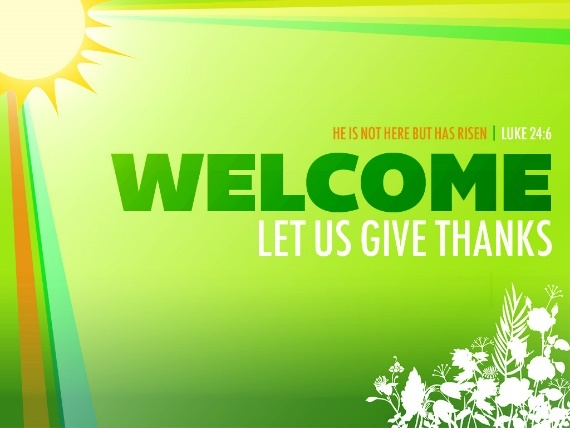 HE IS NOT HERE BUT HAS RISEN | LUKE 24:6
WELCOME
LET US GIVE THANKS